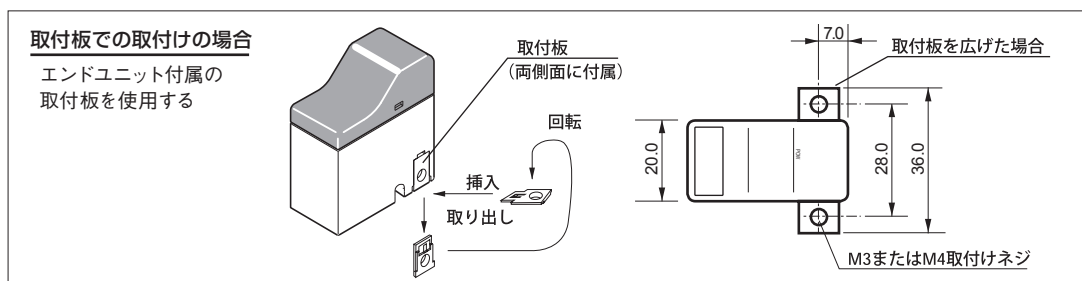 取付板での取付けの場合
エンドユニット付属の
取付板を使用する
取付板
(両側面に付属)
回転
挿入
取り出し
7.0
取付板を広げた場合
20.0
28.0
36.0
M3またはM4取付けネジ